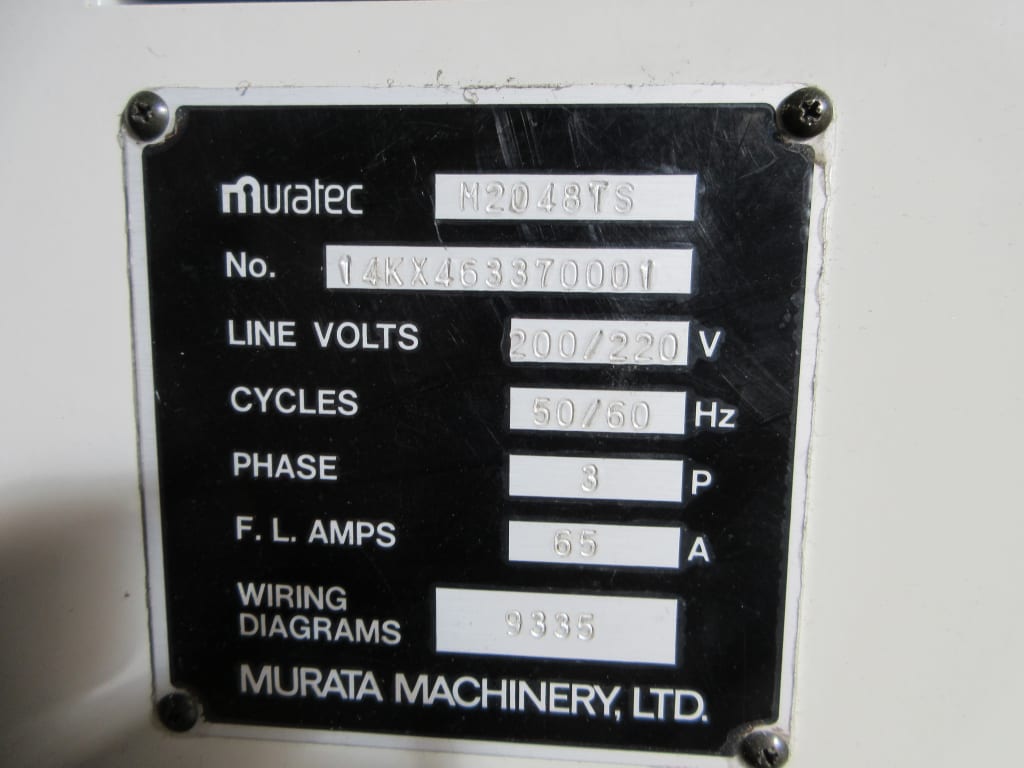 muratec M2048TS
No. 14KX463370001
LINE VOLTS 200/220 V
CYCLES 50/60 Hz
PHASE 3 P
F. L. AMPS 65 A
WIRING
DIAGRAMS 9335
MURATA MACHINERY, LTD.